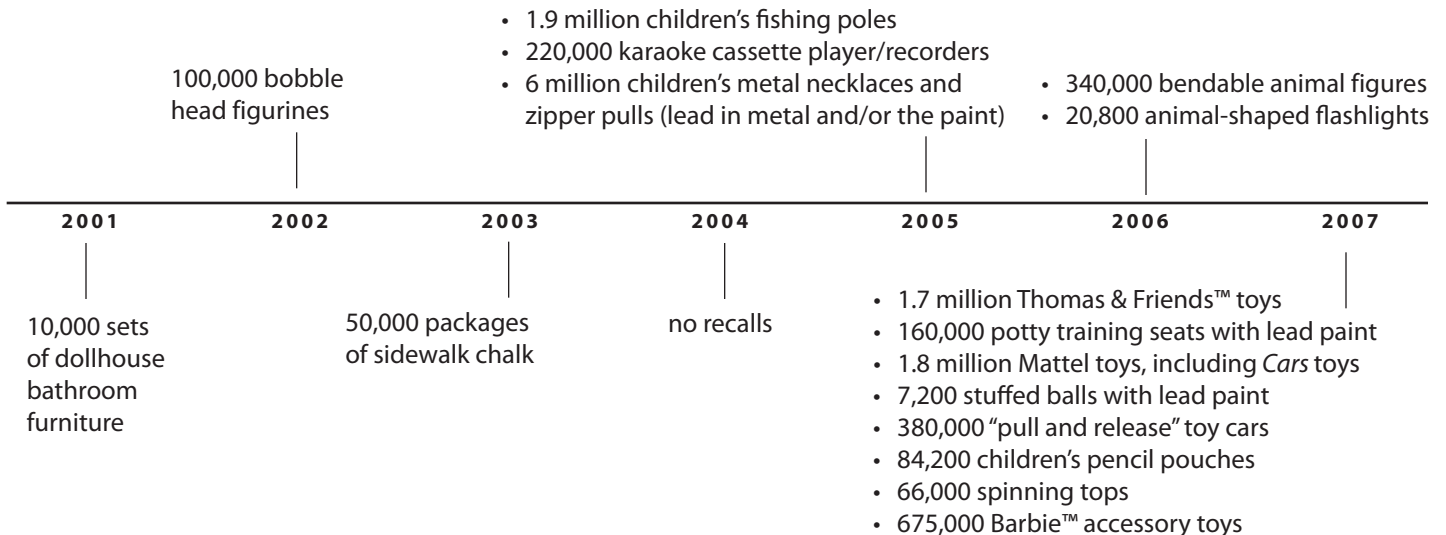 • 1.9 million children’s fishing poles
• 220,000 karaoke cassette player/recorders
• 6 million children’s metal necklaces and
zipper pulls (lead in metal and/or the paint)
100,000 bobble
head figurines
• 340,000 bendable animal figures
• 20,800 animal-shaped flashlights
2001 2002 2003 2004 2005 2006 2007
10,000 sets
of dollhouse
bathroom
furniture
50,000 packages
of sidewalk chalk
no recalls
• 1.7 million Thomas & Friends™ toys
• 160,000 potty training seats with lead paint
• 1.8 million Mattel toys, including Cars toys
• 7,200 stuffed balls with lead paint
• 380,000 “pull and release” toy cars
• 84,200 children’s pencil pouches
• 66,000 spinning tops
• 675,000 Barbie™ accessory toys